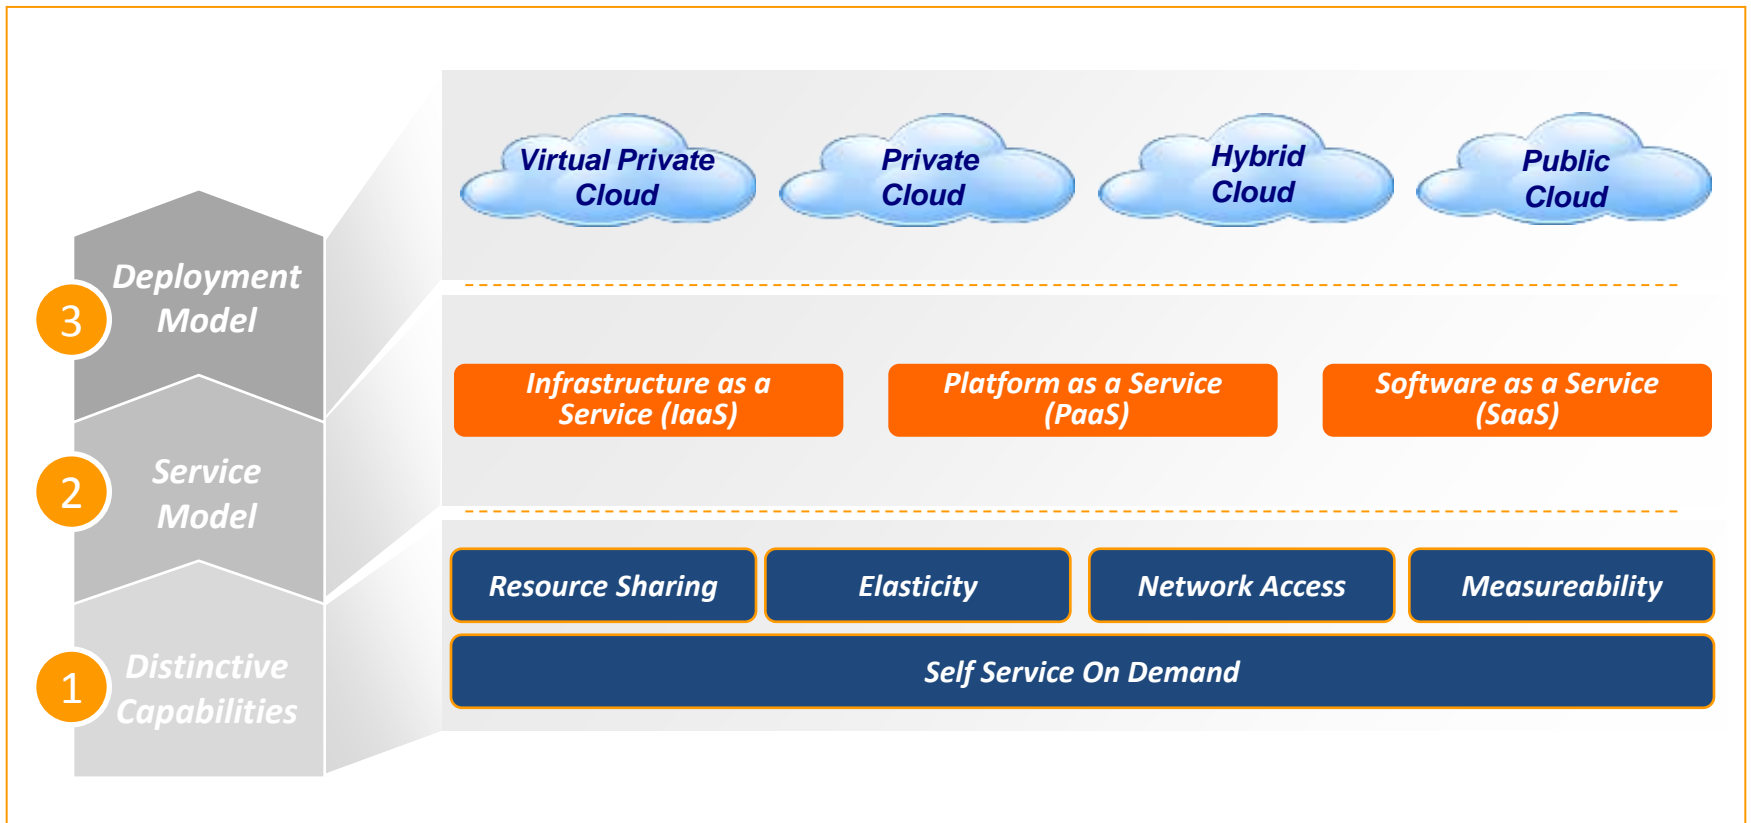 Virtual Private
Cloud
Private
Cloud
Hybrid
Cloud
Public
Cloud
3
Deployment
Model
Infrastructure as a
Service (IaaS)
Platform as a Service
(PaaS)
Software as a Service
(SaaS)
2
Service
Model
Resource Sharing
Elasticity
Network Access
Measureability
Self Service On Demand
1
Distinctive
Capabilities